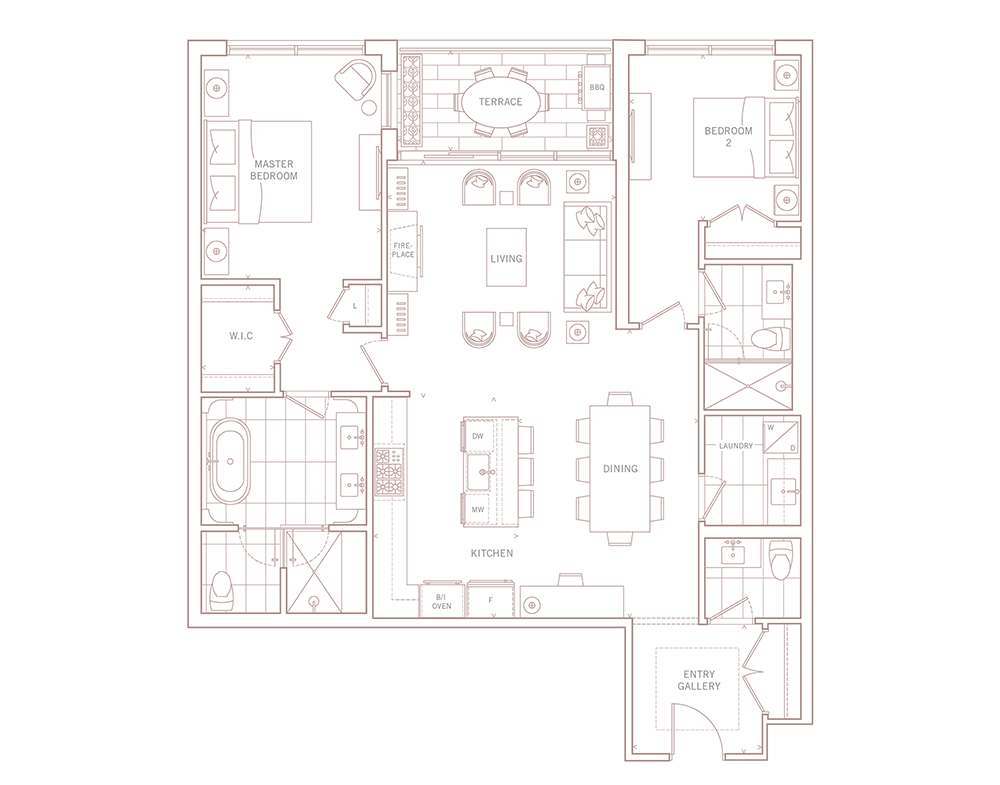 TERRACE
BBQ
BEDROOM
2
MASTER
BEDROOM
FIRE-
PLACE
LIVING
L
W.I.C
DW
MW
DINING
LAUNDRY
W
D
KITCHEN
B/I
OVEN
F
ENTRY
GALLERY